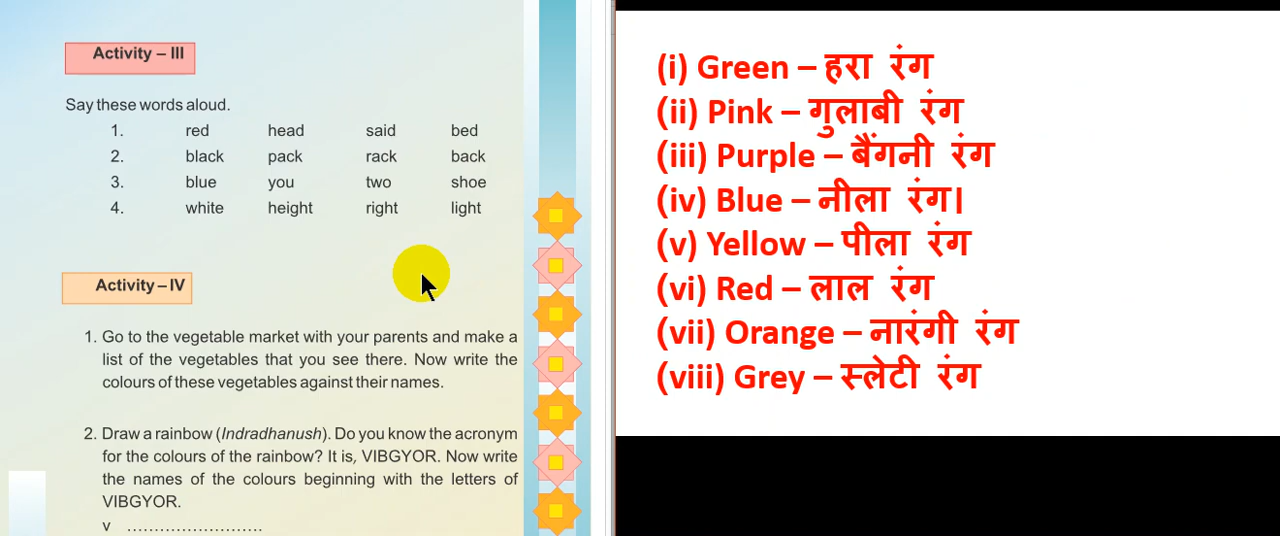 Activity – III
Say these words aloud.
1. red head said bed
2. black pack rack back
3. blue you two shoe
4. white height right light
Activity – IV
1. Go to the vegetable market with your parents and make a
list of the vegetables that you see there. Now write the
colours of these vegetables against their names.
2. Draw a rainbow (Indradhanush). Do you know the acronym
for the colours of the rainbow? It is, VIBGYOR. Now write
the names of the colours beginning with the letters of
VIBGYOR.
v ..........................
(i) Green – हरा रंग
(ii) Pink – गुलाबी रंग
(iii) Purple – बैंगनी रंग
(iv) Blue – नीला रंग।
(v) Yellow – पीला रंग
(vi) Red – लाल रंग
(vii) Orange – नारंगी रंग
(viii) Grey – स्लेटी रंग